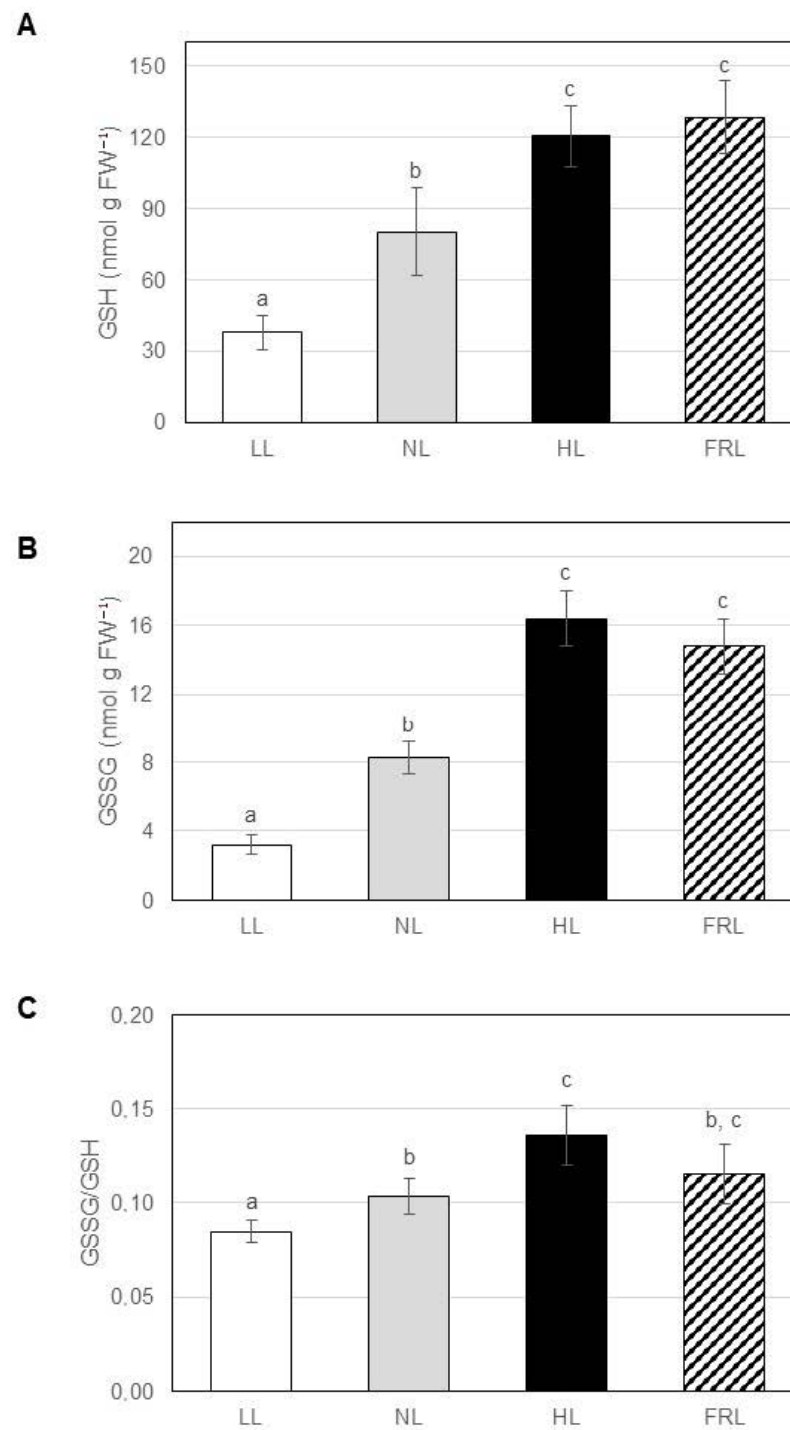 A
GSH (nmol g FW⁻¹)
150
120
90
60
30
0
a
b
c
c
LL NL HL FRL
B
GSSG (nmol g FW⁻¹)
20
16
12
8
4
0
a
b
c
c
LL NL HL FRL
C
GSSG/GSH
0,20
0,15
0,10
0,05
0,00
a
b
c
b, c
LL NL HL FRL